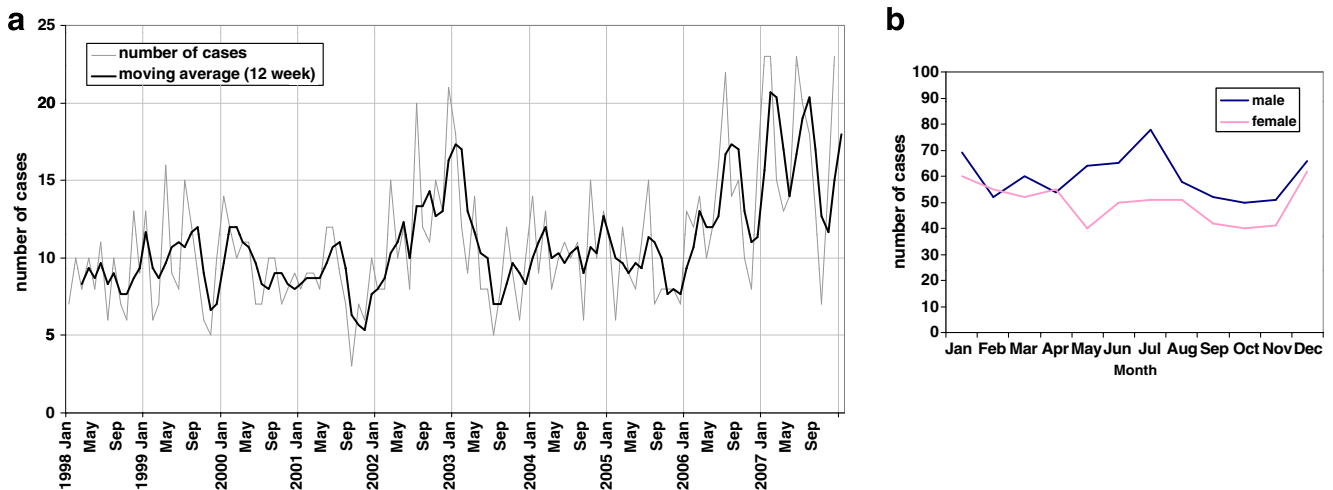 a
25
20
15
10
5
0
number of cases
number of cases
moving average (12 week)
1998 Jan
May
Sep
1999 Jan
May
Sep
2000 Jan
May
Sep
2001 Jan
May
Sep
2002 Jan
May
Sep
2003 Jan
May
Sep
2004 Jan
May
Sep
2005 Jan
May
Sep
2006 Jan
May
Sep
2007 Jan
May
Sep
b
100
90
80
70
60
50
40
30
20
10
0
number of cases
male
female
Jan Feb Mar Apr May Jun Jul Aug Sep Oct Nov Dec
Month